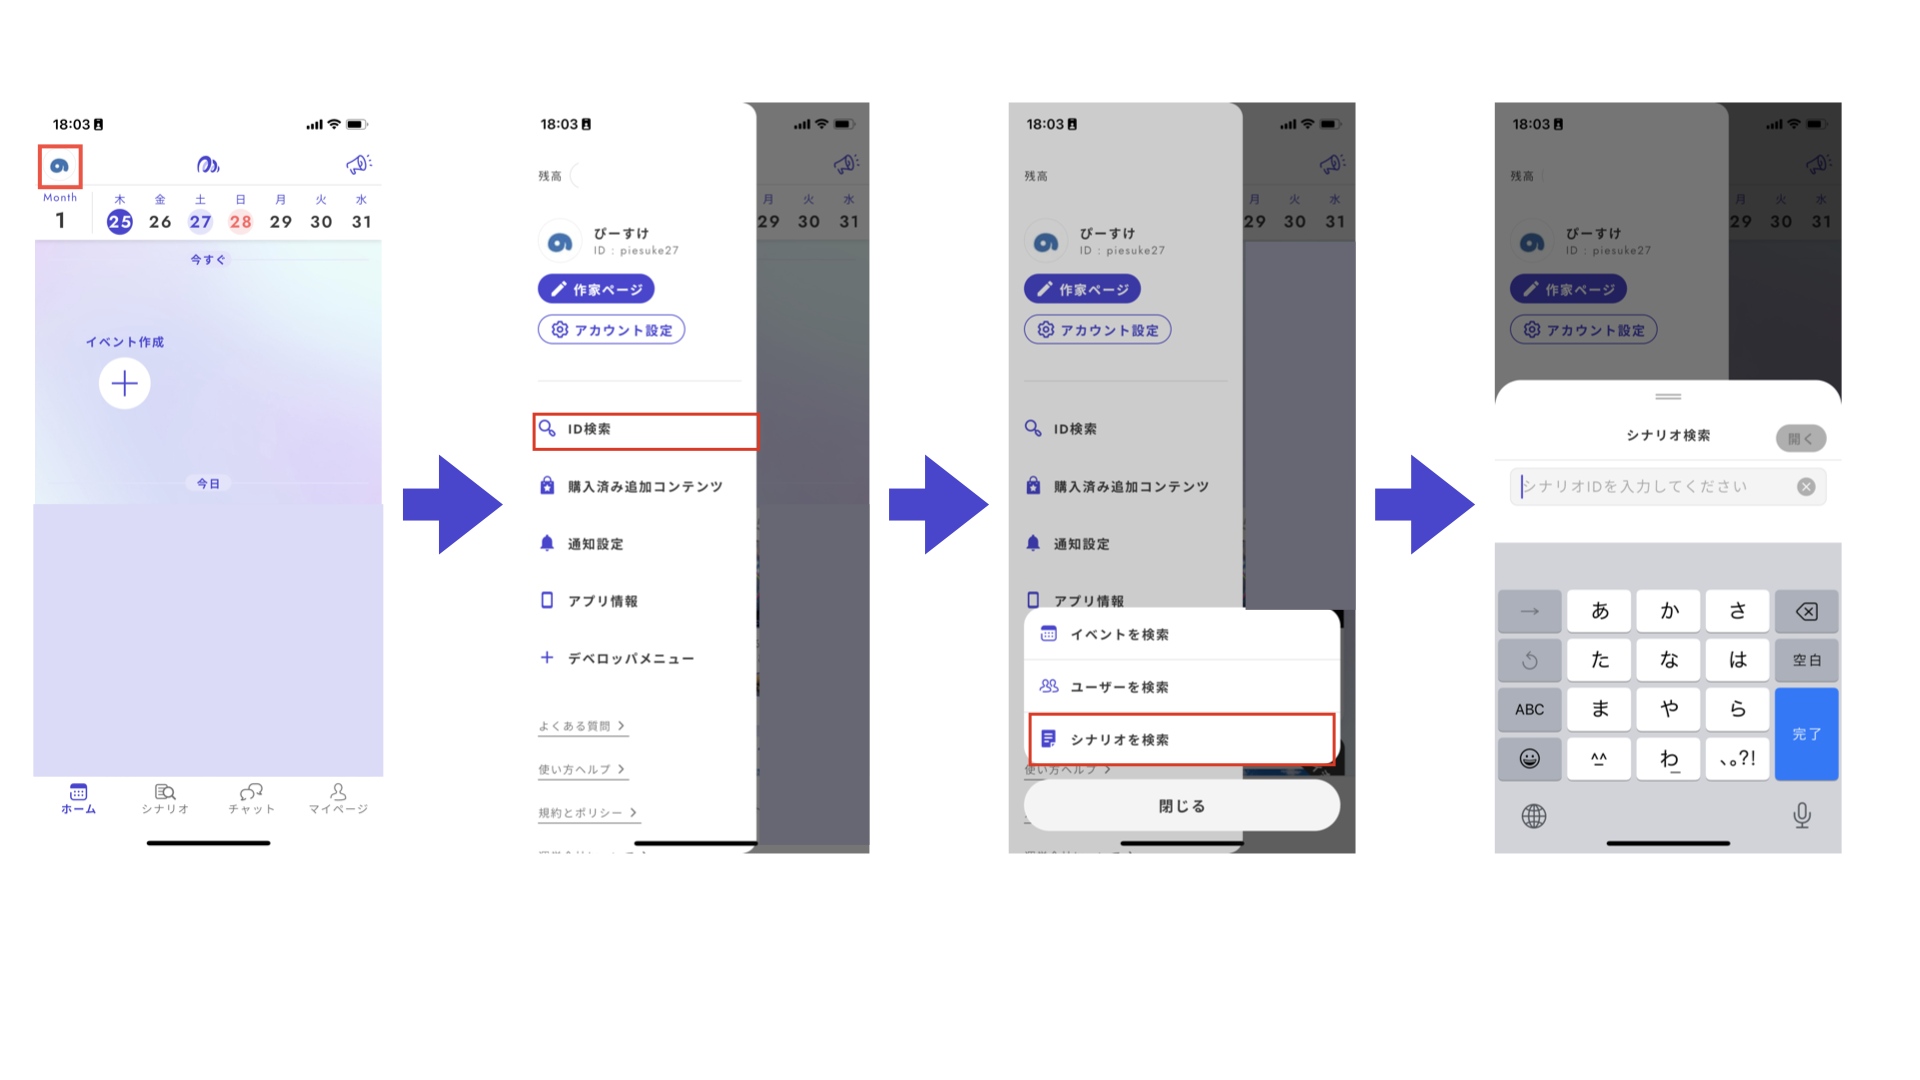 18:03
Month
木 金 土 日 月 火 水
1 25 26 27 28 29 30 31
今すぐ
イベント作成
今日
ホーム シナリオ チャット マイページ
18:03
残高
月 火 水
29 30 31
ぴーすけ
ID : piesuke27
作家ページ
アカウント設定
ID検索
購入済み追加コンテンツ
通知設定
アプリ情報
デベロッパメニュー
よくある質問
使い方ヘルプ
規約とポリシー
18:03
残高
月 火 水
29 30 31
ぴーすけ
ID : piesuke27
作家ページ
アカウント設定
ID検索
購入済み追加コンテンツ
通知設定
アプリ情報
イベントを検索
ユーザーを検索
シナリオを検索
使い方ヘルプ
閉じる
18:03
残高
月 火 水
29 30 31
ぴーすけ
ID : piesuke27
作家ページ
アカウント設定
シナリオ検索
開く
シナリオIDを入力してください
あ か さ
た な は 空白
ABC ま や ら
完了
^^ わ 、。?!